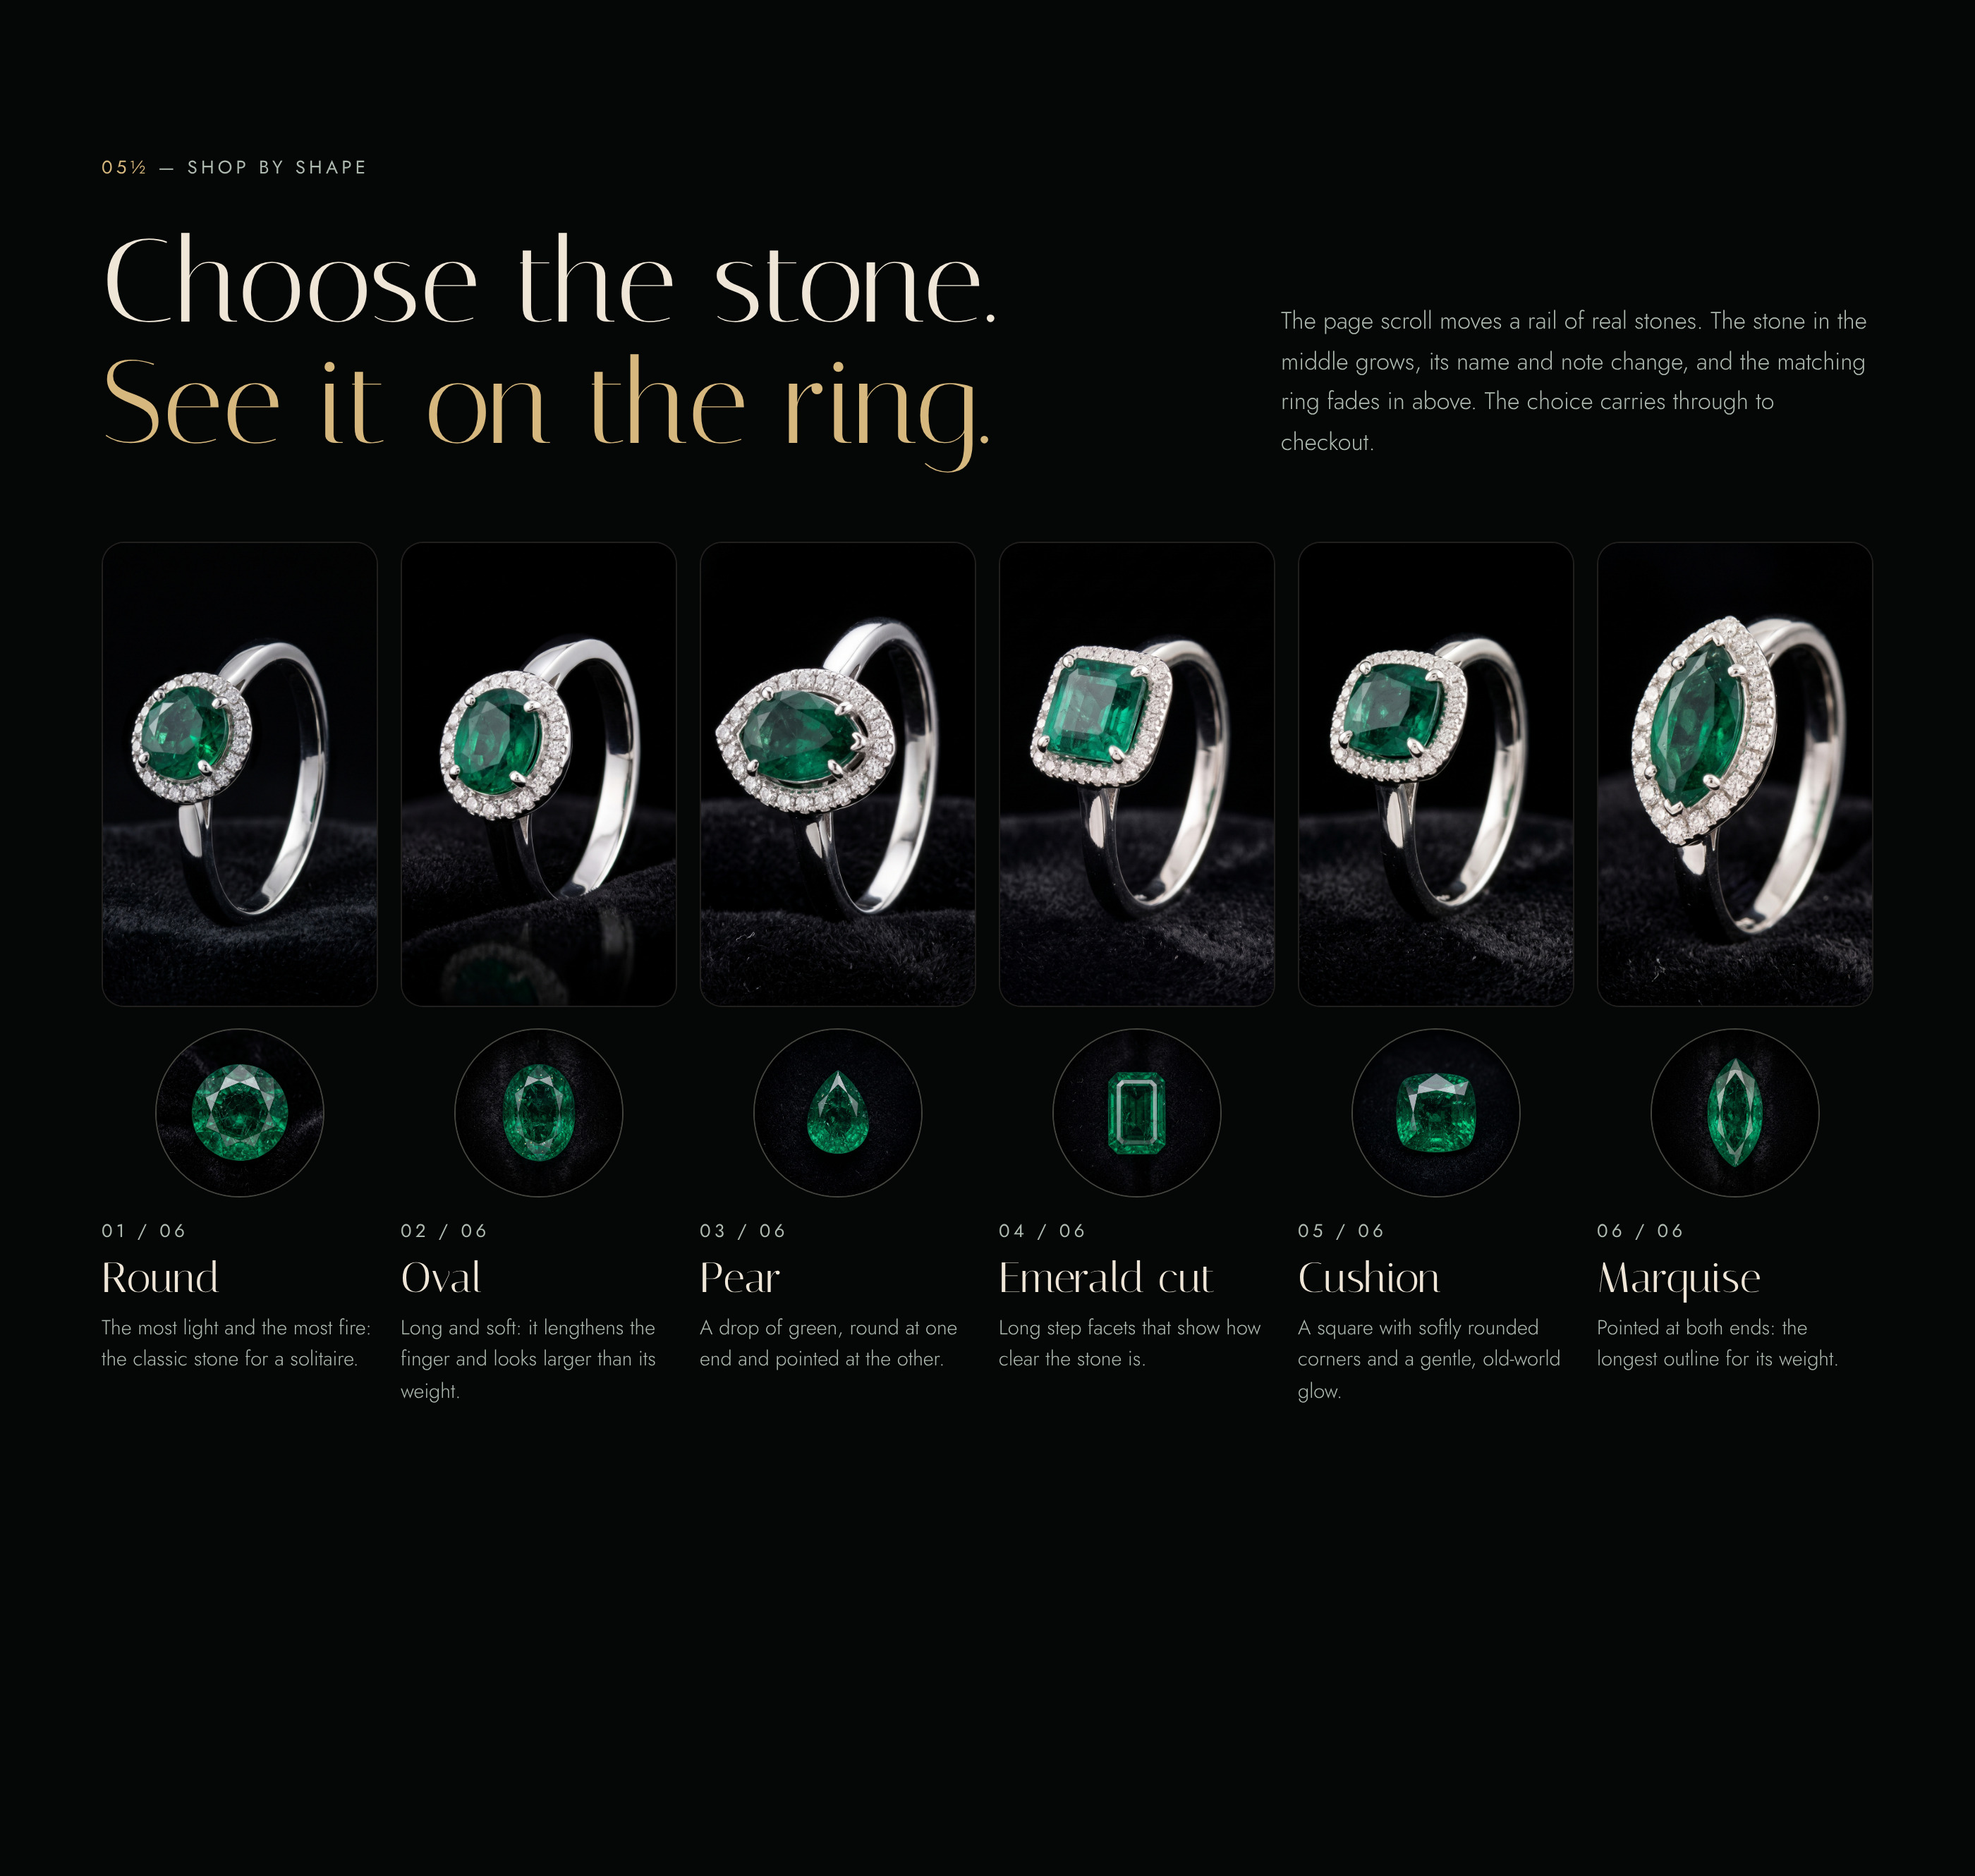 05½ — SHOP BY SHAPE
Choose the stone.
See it on the ring.
The page scroll moves a rail of real stones. The stone in the
middle grows, its name and note change, and the matching
ring fades in above. The choice carries through to
checkout.
01 / 06
Round
The most light and the most fire:
the classic stone for a solitaire.
02 / 06
Oval
Long and soft: it lengthens the
finger and looks larger than its
weight.
03 / 06
Pear
A drop of green, round at one
end and pointed at the other.
04 / 06
Emerald cut
Long step facets that show how
clear the stone is.
05 / 06
Cushion
A square with softly rounded
corners and a gentle, old-world
glow.
06 / 06
Marquise
Pointed at both ends: the
longest outline for its weight.